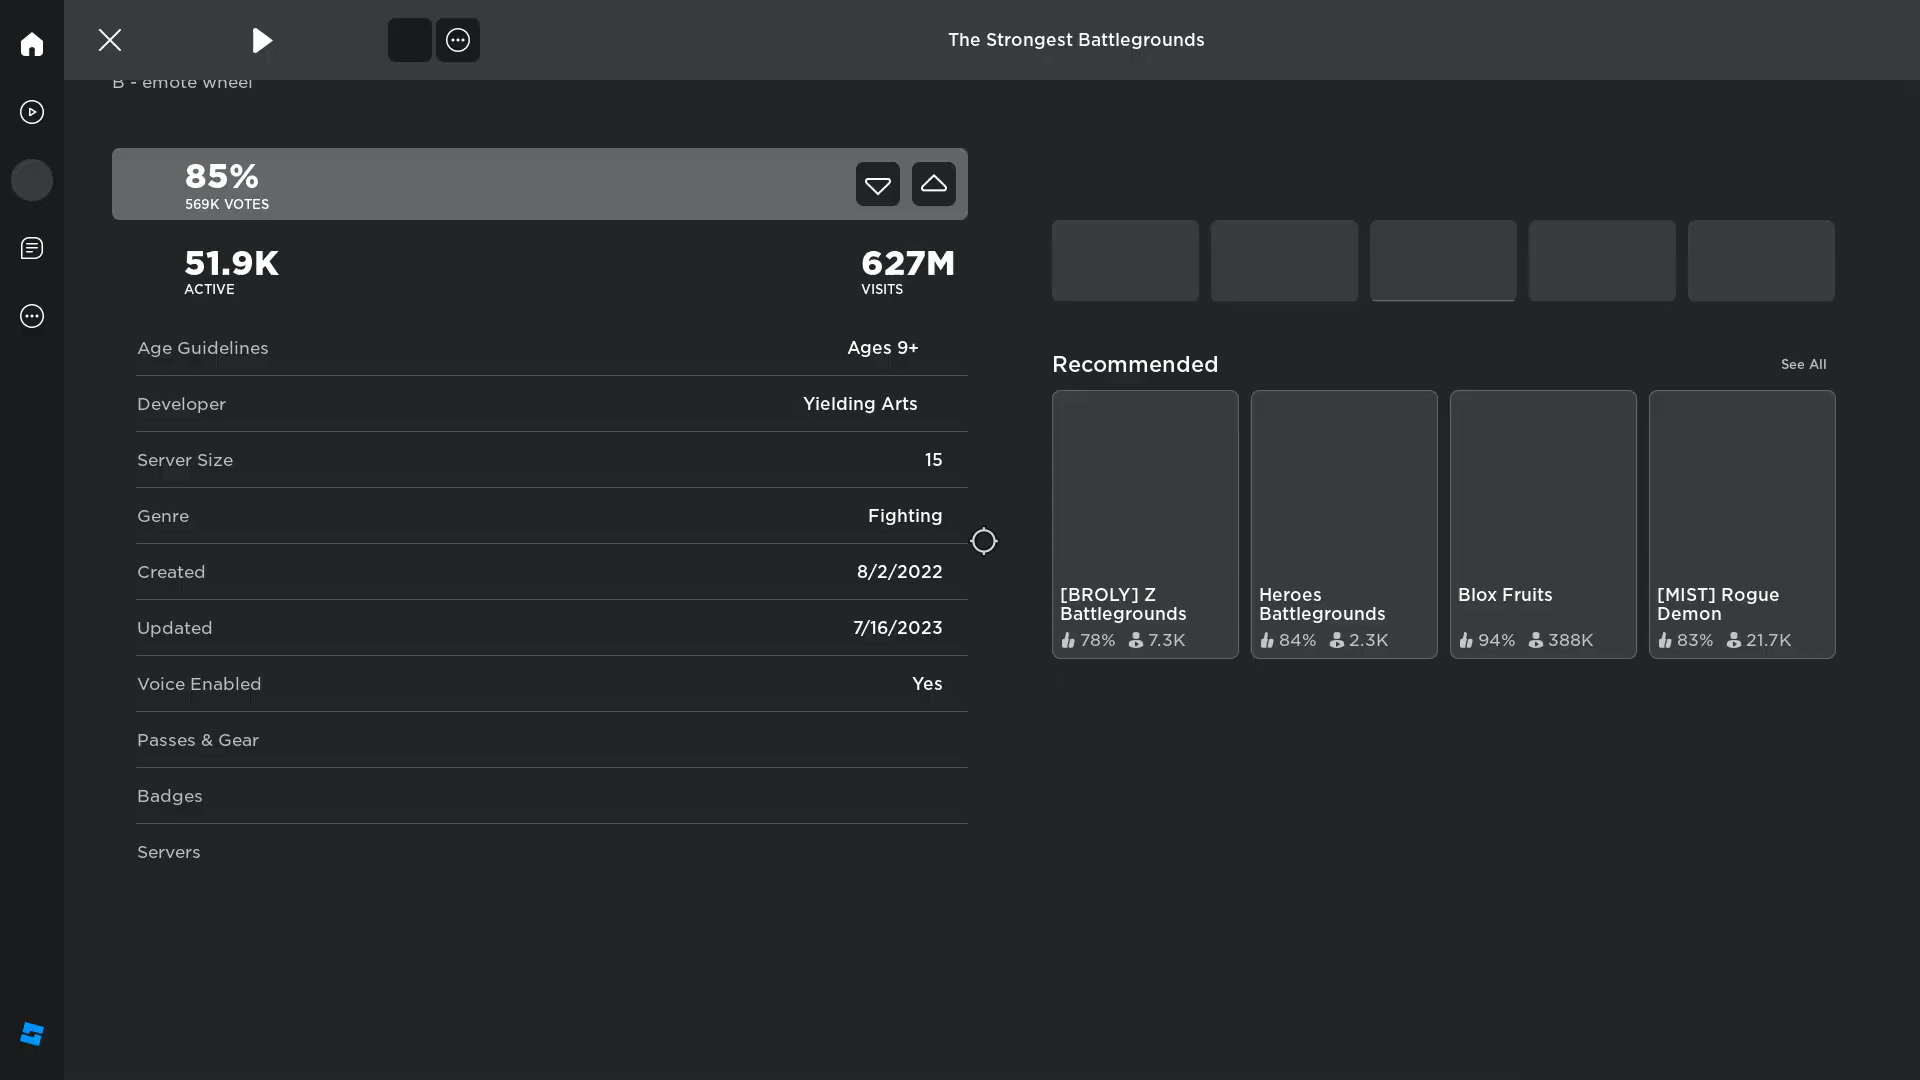 The Strongest Battlegrounds
B - emote wheel
85%
569K VOTES
51.9K
ACTIVE
627M
VISITS
Age Guidelines
Ages 9+
Developer
Yielding Arts
Server Size
15
Genre
Fighting
Created
8/2/2022
Updated
7/16/2023
Voice Enabled
Yes
Passes & Gear
Badges
Servers
Recommended
See All
[BROLY] Z
Battlegrounds
78% 7.3K
Heroes
Battlegrounds
84% 2.3K
Blox Fruits
94% 388K
[MIST] Rogue
Demon
83% 21.7K